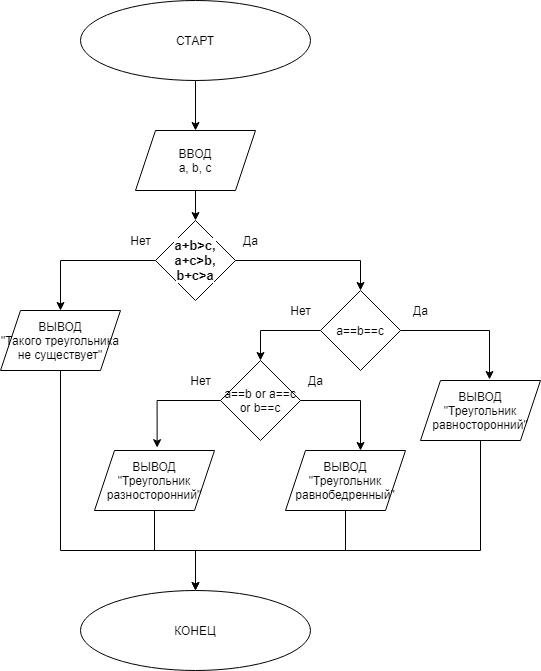 СТАРТ
ВВОД
a, b, c
Нет
Да
a+b>c,
a+c>b,
b+c>a
ВЫВОД
"Такого треугольника
не существует"
Нет
Да
a==b==c
Нет
Да
a==b or a==c
or b==c
ВЫВОД
"Треугольник
равносторонний"
ВЫВОД
"Треугольник
разносторонний"
ВЫВОД
"Треугольник
равнобедренный"
КОНЕЦ